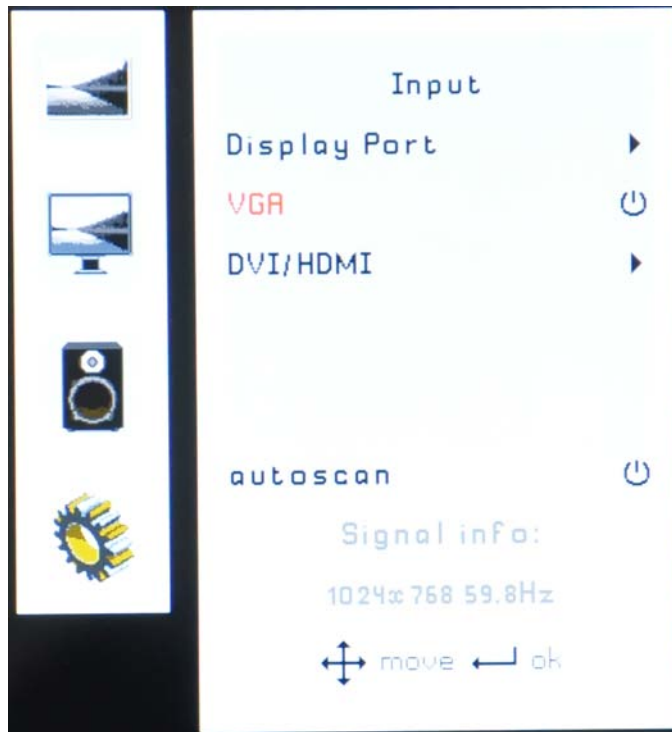 Input
Display Port
VGA
DVI/HDMI
autoscan
Signal info:
1024x768 59.8Hz
move ok